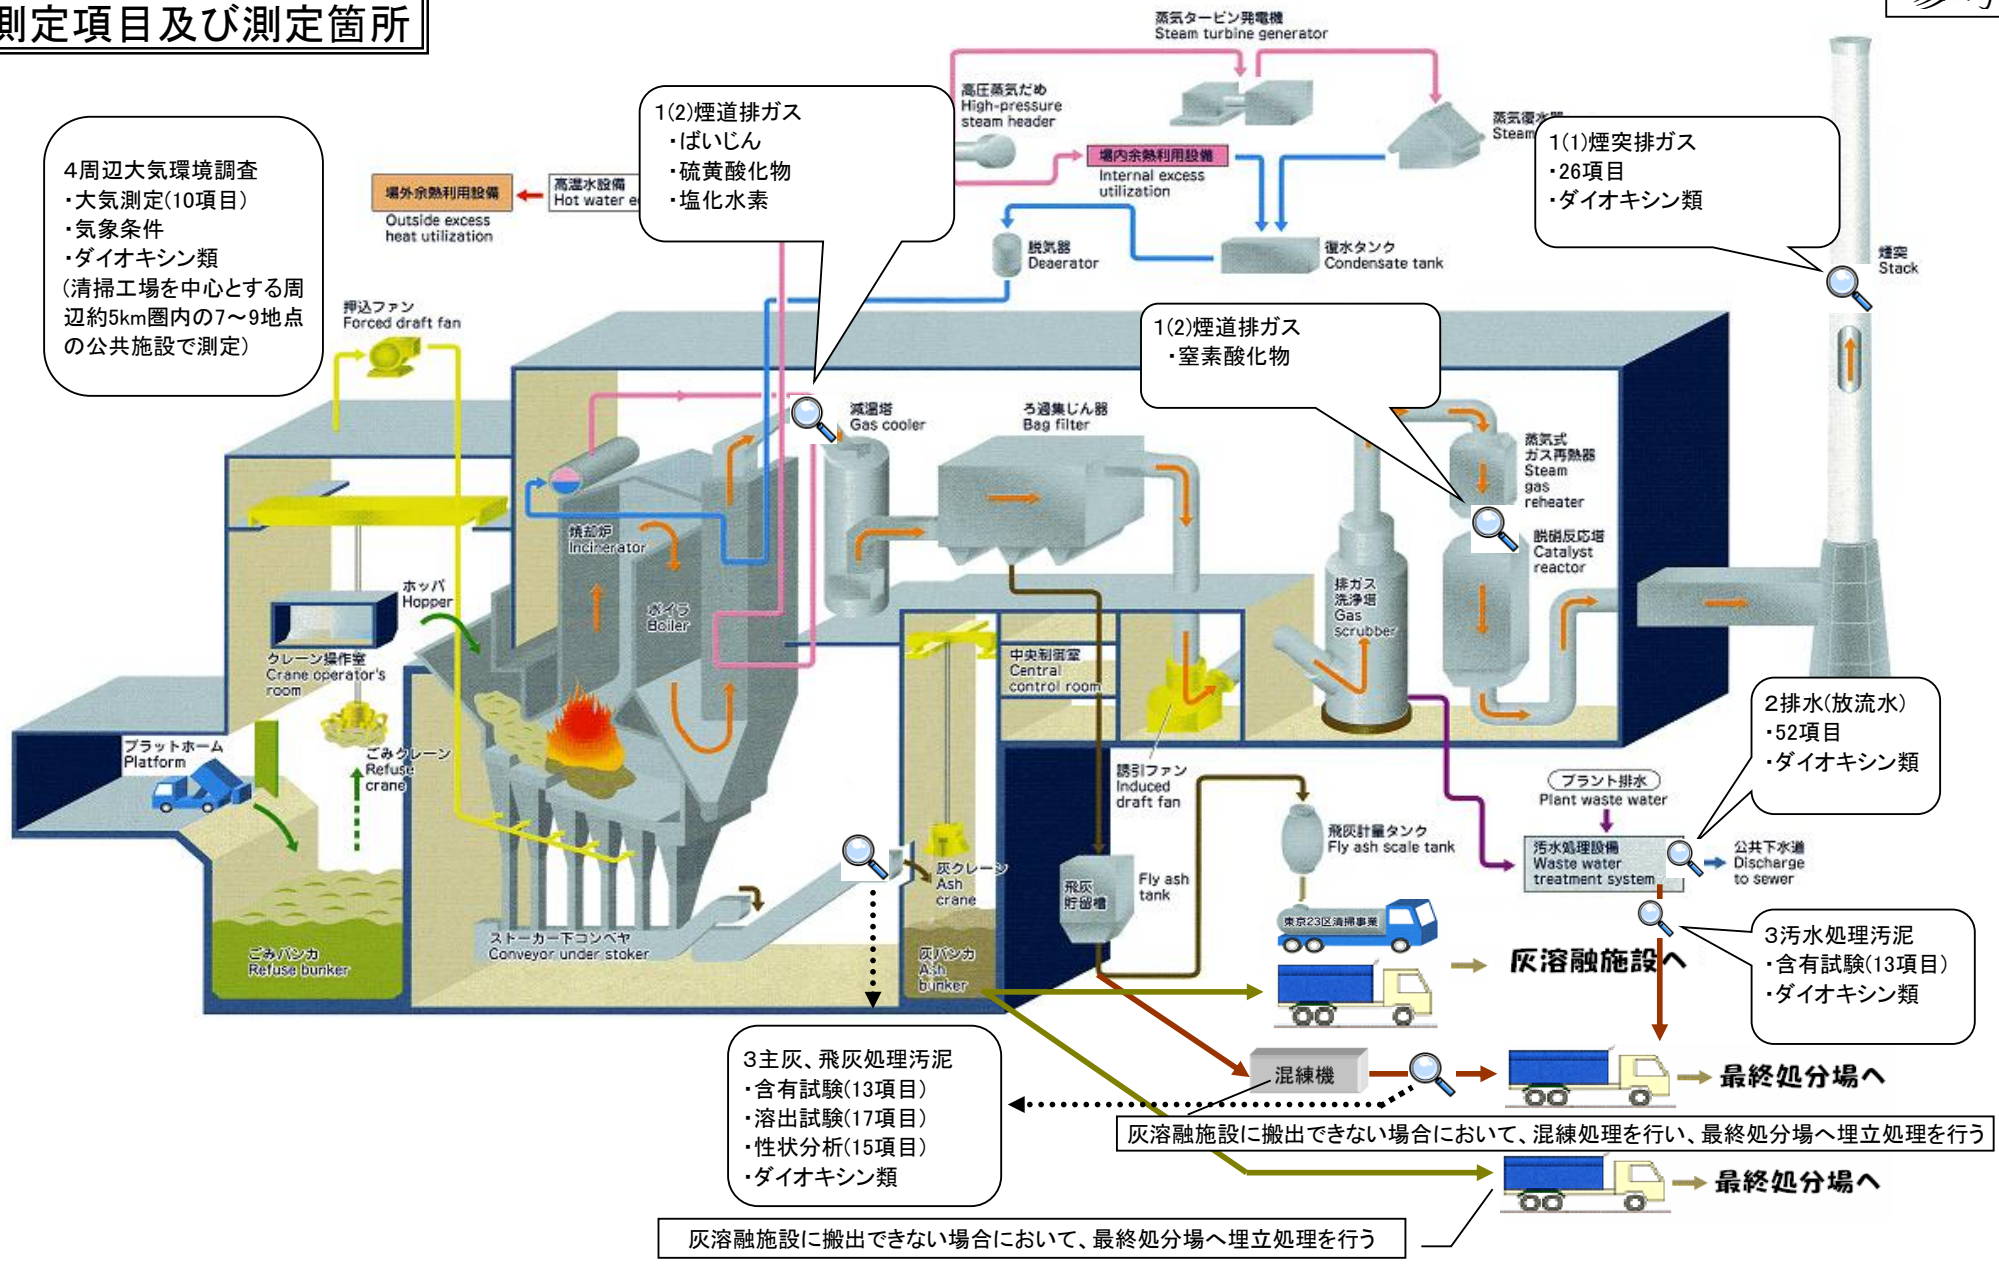 測定項目及び測定箇所
蒸気タービン発電機
Steam turbine generator
高圧蒸気だめ
High-pressure
steam header
蒸気復水器
Steam
1(2)煙道排ガス
・ばいじん
・硫黄酸化物
・塩化水素
1(1)煙突排ガス
・26項目
・ダイオキシン類
4周辺大気環境調査
・大気測定(10項目)
・気象条件
・ダイオキシン類
(清掃工場を中心とする周
辺約5km圏内の7～9地点
の公共施設で測定)
場外余熱利用設備
Outside excess
heat utilization
高温水設備
Hot water
場内余熱利用設備
Internal excess
utilization
脱気器
Deaerator
復水タンク
Condensate tank
煙突
Stack
押込ファン
Forced draft fan
1(2)煙道排ガス
・窒素酸化物
減温塔
Gas cooler
ろ過集じん器
Bag filter
蒸気式
ガス再熱器
Steam
gas
reheater
焼却炉
Incinerator
脱硝反応塔
Catalyst
reactor
ホッパ
Hopper
ボイラ
Boiler
排ガス
洗浄塔
Gas
scrubber
クレーン操作室
Crane operator's
room
中央制御室
Central
control room
プラットホーム
Platform
ごみクレーン
Refuse
crane
誘引ファン
Induced
draft fan
2排水(放流水)
・52項目
・ダイオキシン類
プラント排水
Plant waste water
飛灰計量タンク
Fly ash scale tank
汚水処理設備
Waste water
treatment system
公共下水道
Discharge
to sewer
灰クレーン
Ash
crane
飛灰
貯留槽
Fly ash
tank
東京23区清掃事業
ごみバンカ
Refuse bunker
ストーカー下コンベヤ
Conveyor under stoker
灰バンカ
Ash
bunker
灰溶融施設へ
3汚水処理汚泥
・含有試験(13項目)
・ダイオキシン類
3主灰、飛灰処理汚泥
・含有試験(13項目)
・溶出試験(17項目)
・性状分析(15項目)
・ダイオキシン類
混練機
最終処分場へ
灰溶融施設に搬出できない場合において、混練処理を行い、最終処分場へ埋立処理を行う
最終処分場へ
灰溶融施設に搬出できない場合において、最終処分場へ埋立処理を行う